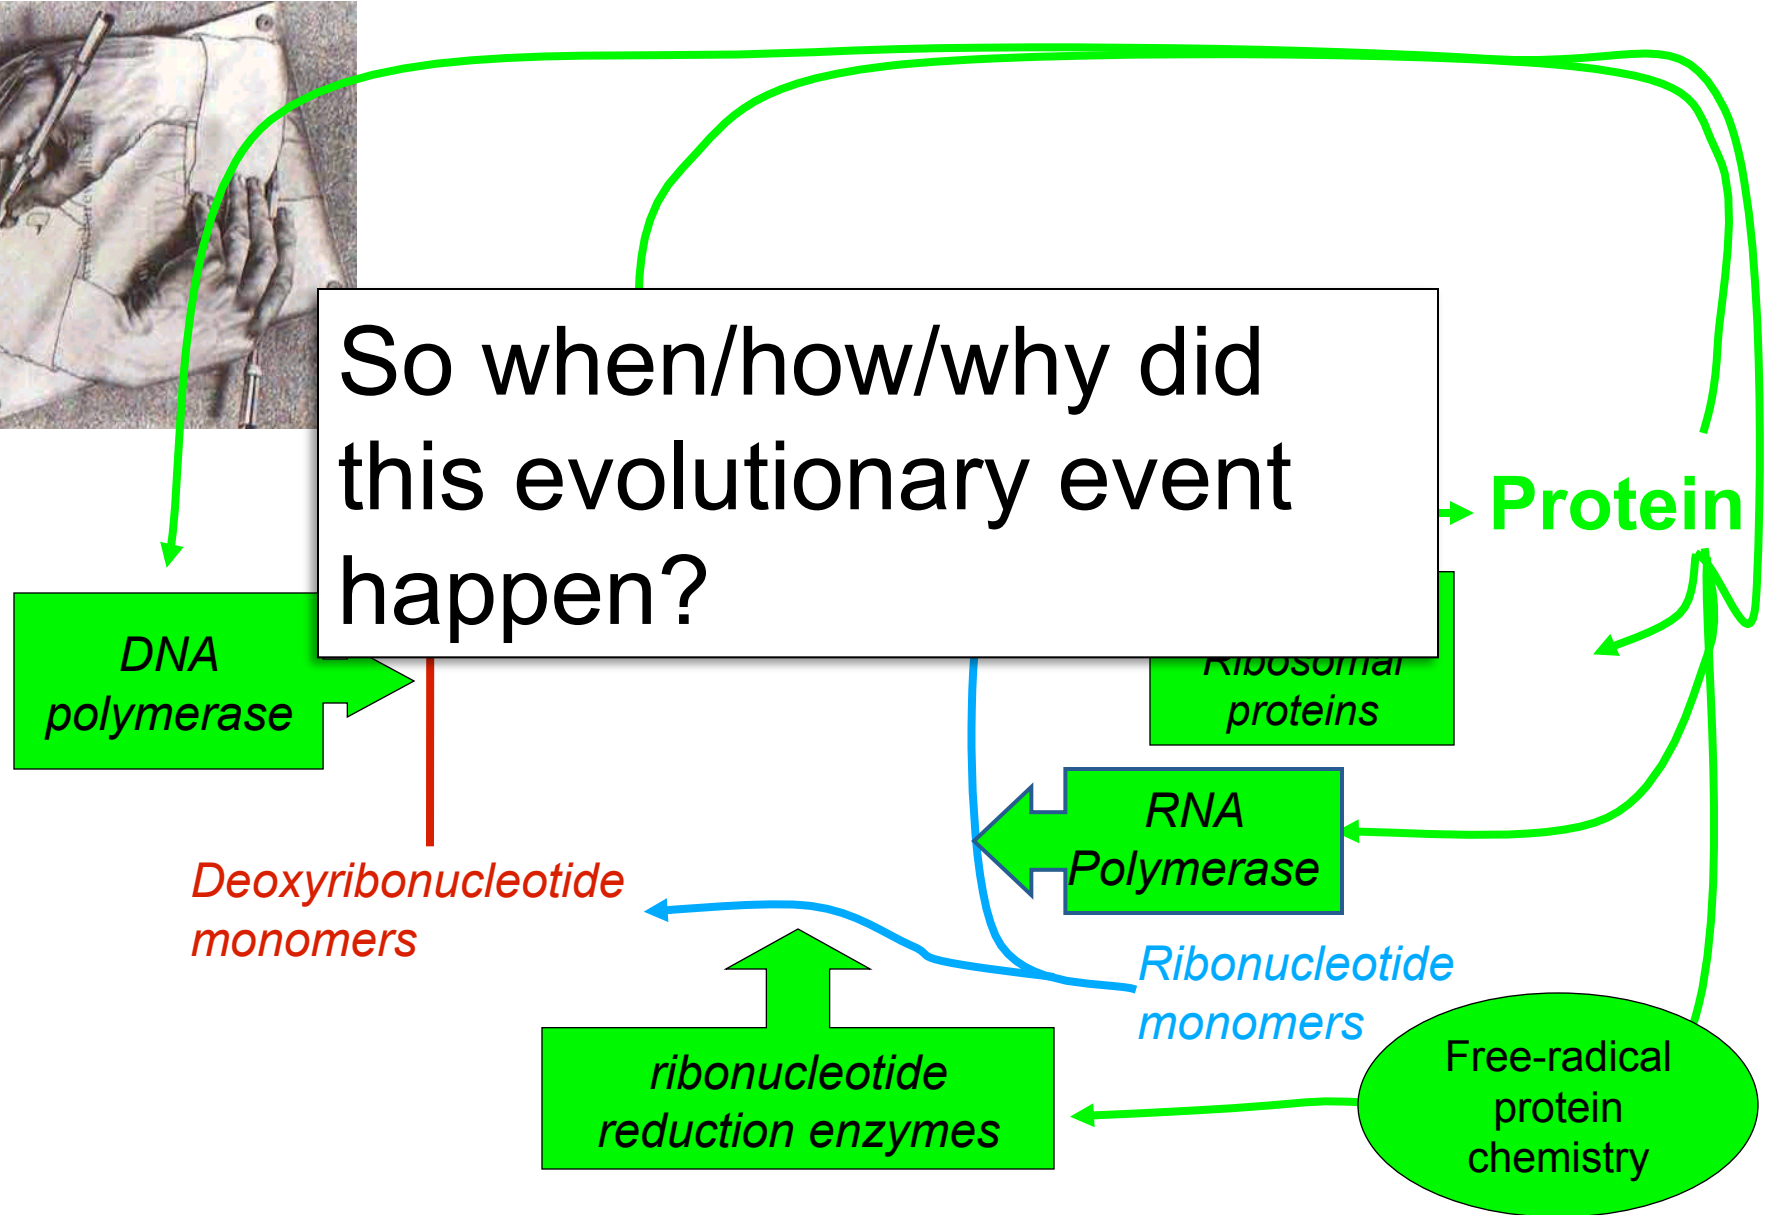 So when/how/why did
this evolutionary event
happen?
Protein
DNA
polymerase
Ribosomal
proteins
RNA
Polymerase
Deoxyribonucleotide
monomers
Ribonucleotide
monomers
ribonucleotide
reduction enzymes
Free-radical
protein
chemistry